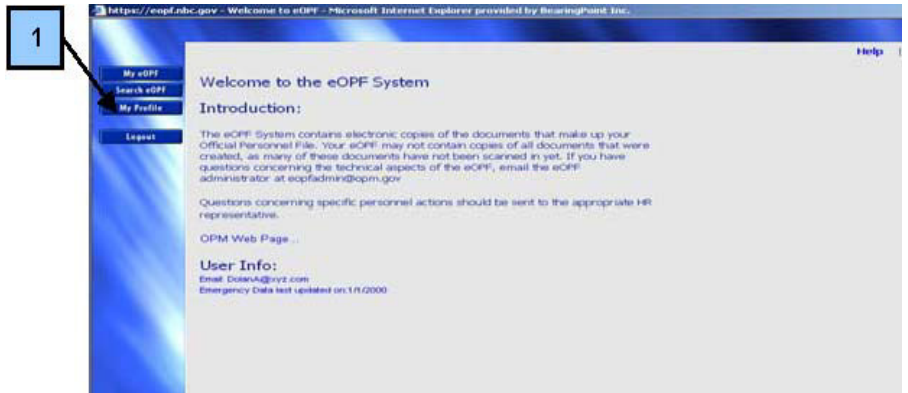 https://eopf.nbc.gov - Welcome to eOPF - Microsoft Internet Explorer provided by BearingPoint Inc.
1
Help |
My eOPF
Search eOPF
My Profile
Logout
Welcome to the eOPF System
Introduction:
The eOPF System contains electronic copies of the documents that make up your
Official Personnel File. Your eOPF may not contain copies of all documents that were
created, as many of these documents have not been scanned in yet. If you have
questions concerning the technical aspects of the eOPF, email the eOPF
administrator at eopfadmin@opm.gov
Questions concerning specific personnel actions should be sent to the appropriate HR
representative.
OPM Web Page ..
User Info:
Email: DolanA@xyz.com
Emergency Data last updated on:1/1/2000